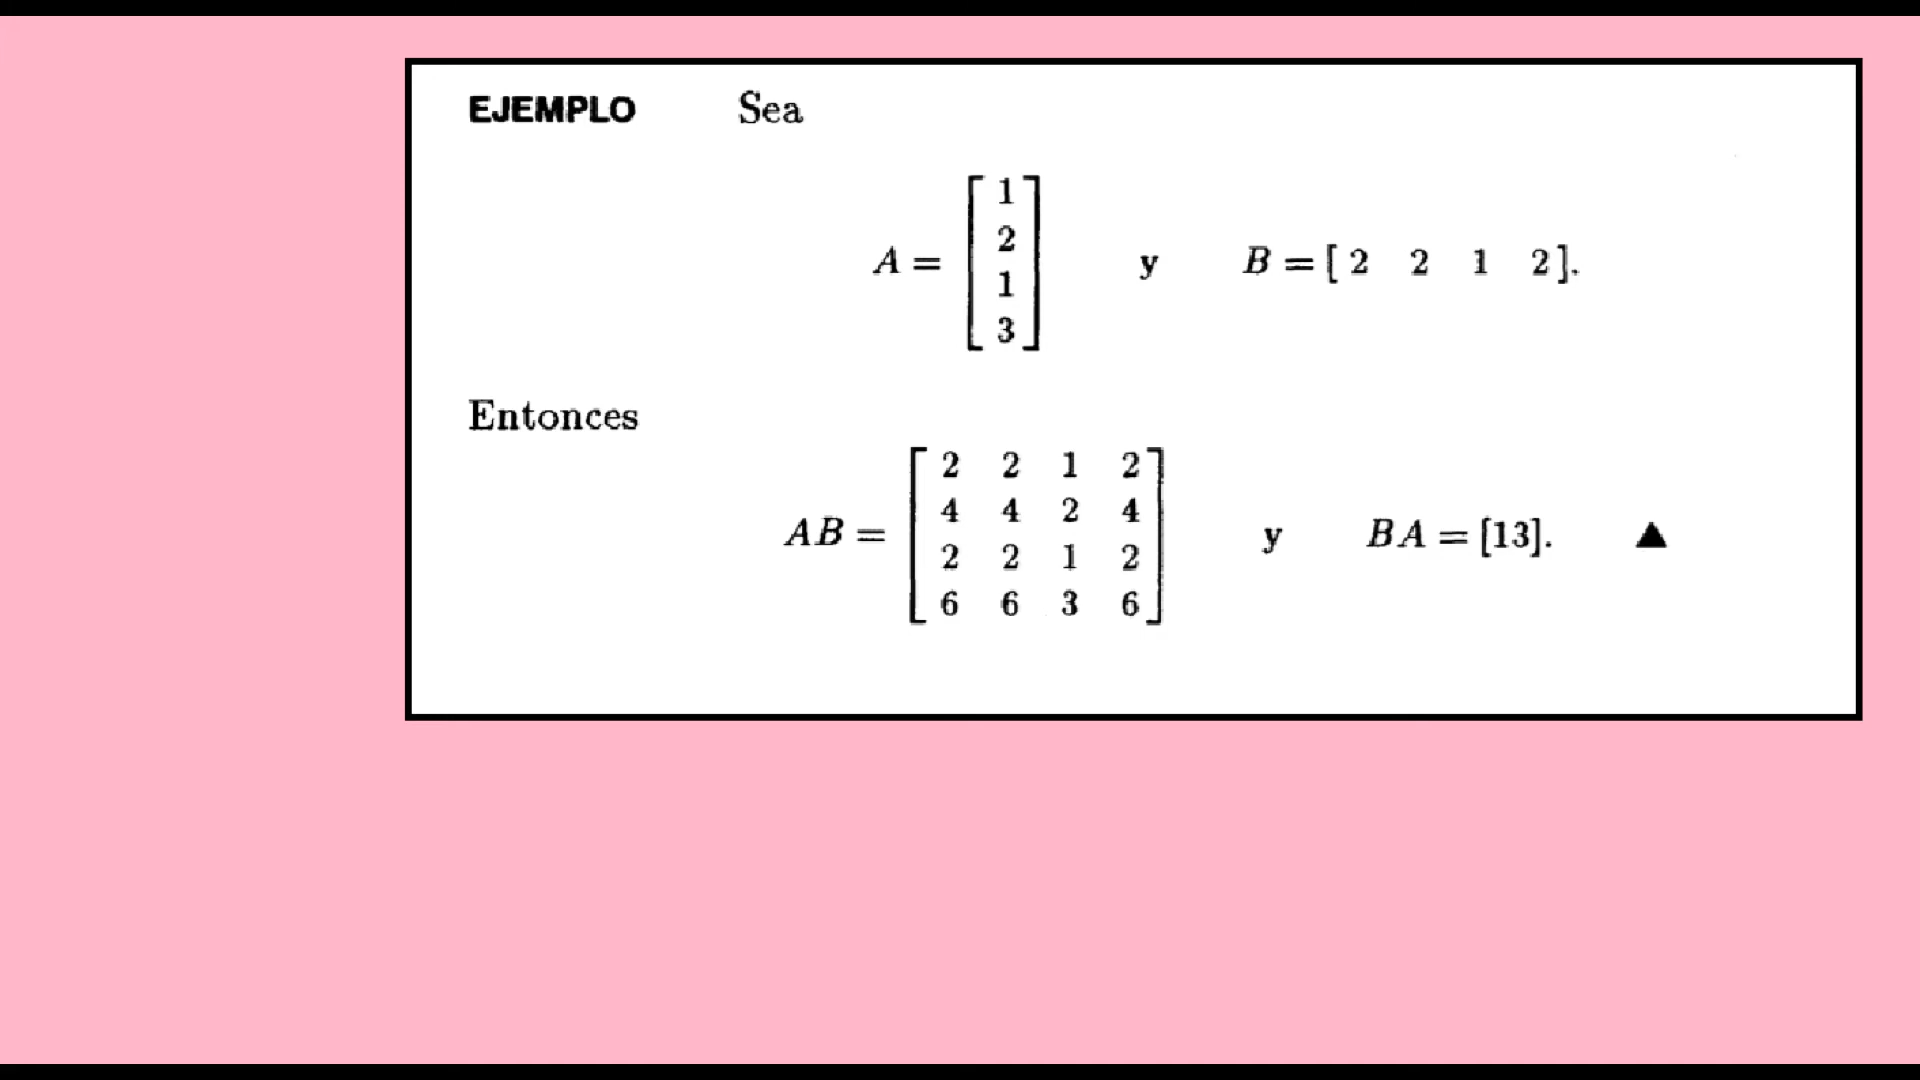 EJEMPLO Sea
A = [ 1 2 1 3 ] y B = [ 2 2 1 2 ].
Entonces
AB = [ 2 2 1 2
4 4 2 4
2 2 1 2
6 6 3 6 ] y BA = [13]. ▲